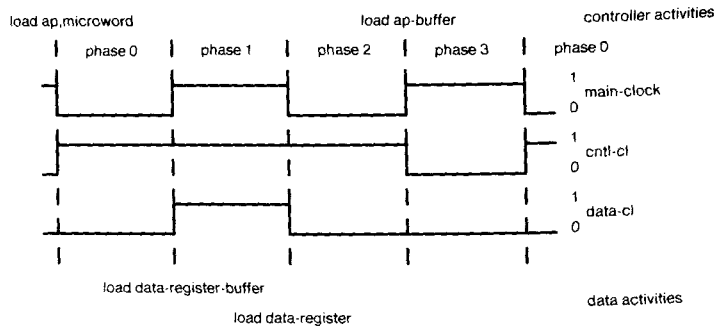 load ap,microword load ap-buffer controller activities
phase 0 phase 1 phase 2 phase 3 phase 0
1
main-clock
0
1
cntl-cl
0
1
data-cl
0
load data-register-buffer
data activities
load data-register